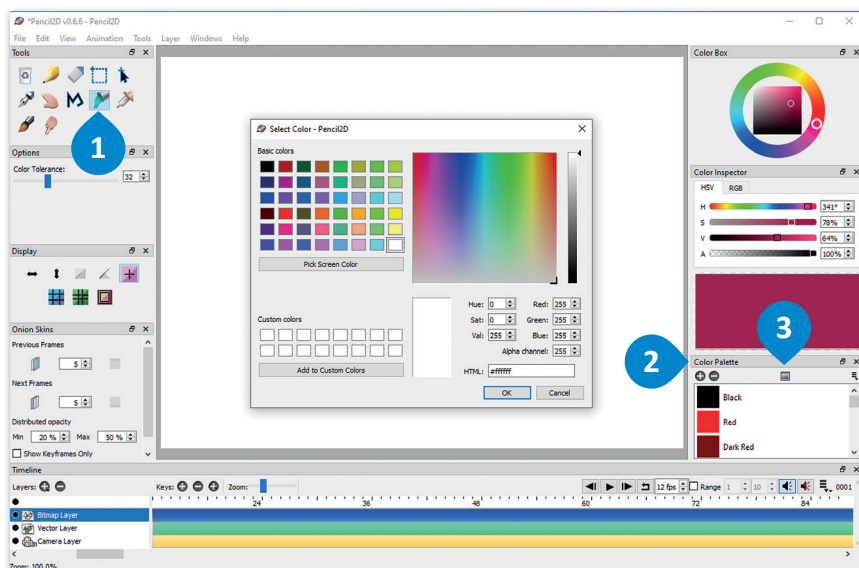 *Pencil2D v0.6.6 - Pencil2D
File Edit View Animation Tools Layer Windows Help
Tools
1
Options
Color Tolerance:
32
Display
Onion Skins
Previous Frames
5
Next Frames
5
Distributed opacity
Min 20 % Max 50 %
Show Keyframes Only
Select Color - Pencil2D
Basic colors
Pick Screen Color
Custom colors
Add to Custom Colors
Hue: 0 Red: 255
Sat: 0 Green: 255
Val: 255 Blue: 255
Alpha channel: 255
HTML: #ffffff
OK Cancel
Color Box
Color Inspector
HSV RGB
H 341°
S 78%
V 64%
A 100%
2
3
Color Palette
Black
Red
Dark Red
Timeline
Layers: Keys: Zoom: 12 fps Range 1 10 0001
24 36 48 60 72 84
Bitmap Layer
Vector Layer
Camera Layer
Zoom: 100.0%